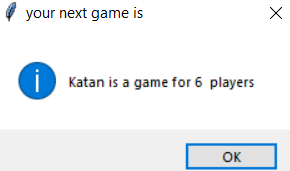 your next game is
Katan is a game for 6  players
OK